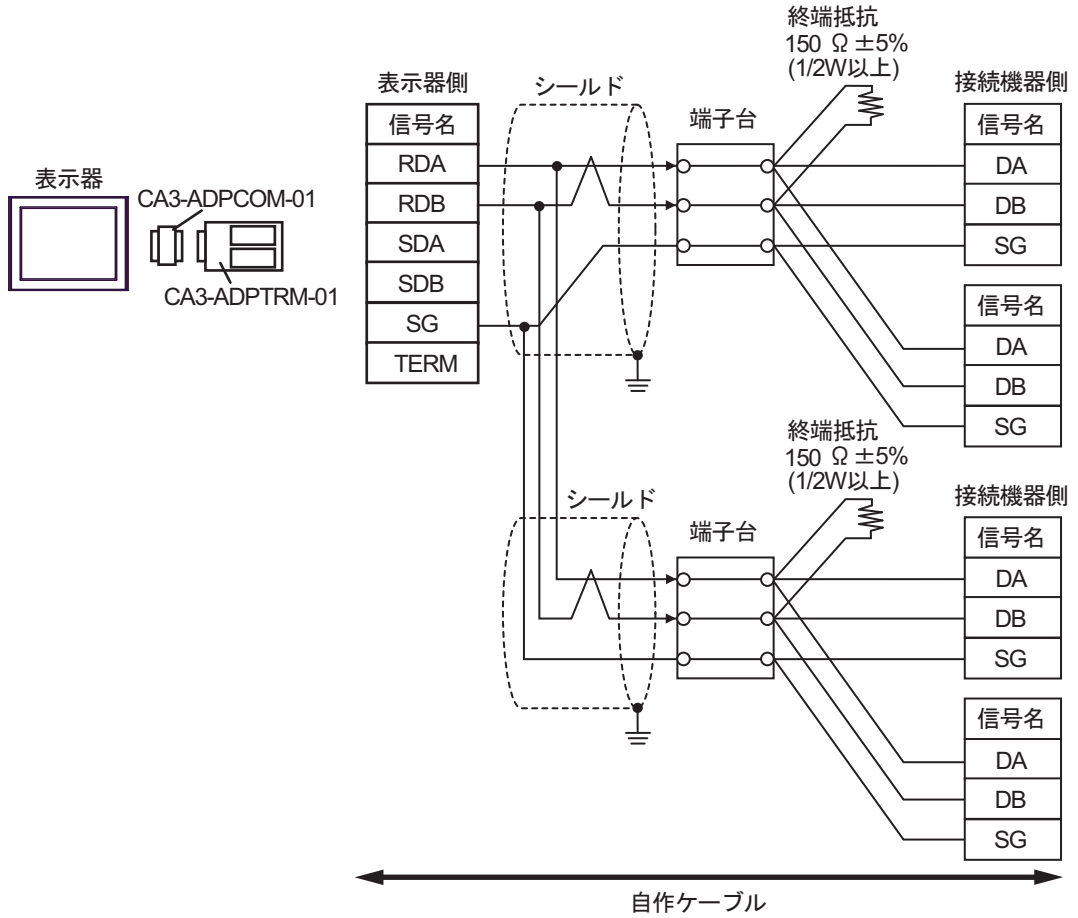 終端抵抗
150 Ω ±5%
(1/2W以上)
表示器側
シールド
端子台
接続機器側
信号名
RDA
RDB
SDA
SDB
SG
TERM
信号名
DA
DB
SG
表示器
CA3-ADPCOM-01
CA3-ADPTRM-01
信号名
DA
DB
SG
終端抵抗
150 Ω ±5%
(1/2W以上)
シールド
端子台
接続機器側
信号名
DA
DB
SG
信号名
DA
DB
SG
自作ケーブル